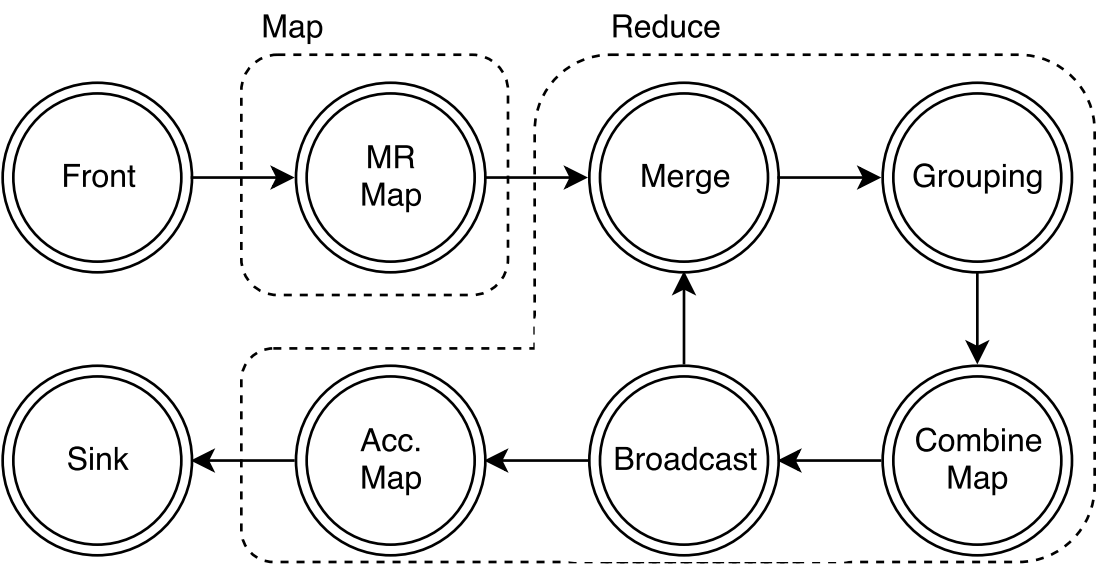 Map
Reduce
Front
MR
Map
Merge
Grouping
Sink
Acc.
Map
Broadcast
Combine
Map